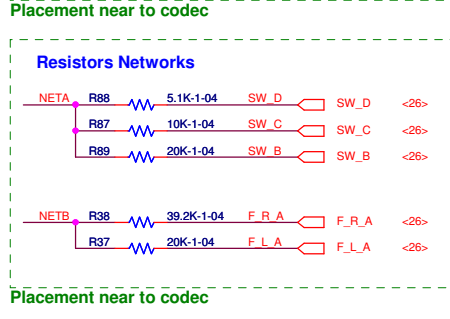 Placement near to codec
Resistors Networks
NETA R88 5.1K-1-04 SW_D SW_D <26>
R87 10K-1-04 SW_C SW_C <26>
R89 20K-1-04 SW_B SW_B <26>
NETB R38 39.2K-1-04 F_R_A F_R_A <26>
R37 20K-1-04 F_L_A F_L_A <26>
Placement near to codec